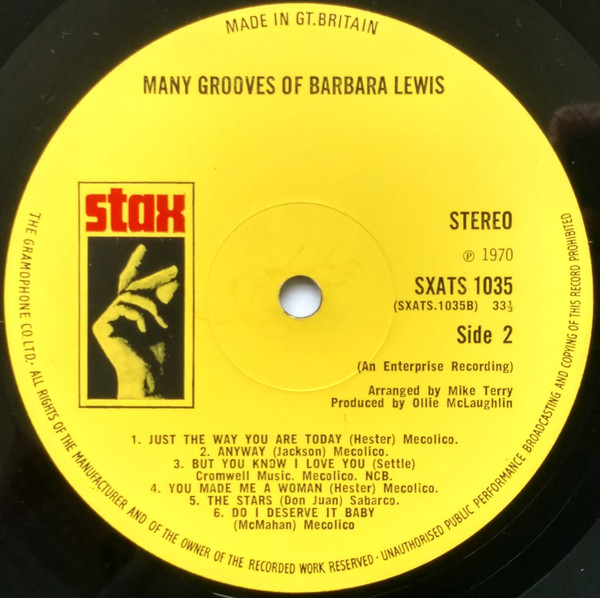 MADE IN GT.BRITAIN
MANY GROOVES OF BARBARA LEWIS
stax
STEREO
℗ 1970
SXATS 1035
(SXATS.1035B) 33⅓
Side 2
(An Enterprise Recording)
Arranged by Mike Terry
Produced by Ollie McLaughlin
1. JUST THE WAY YOU ARE TODAY (Hester) Mecolico.
2. ANYWAY (Jackson) Mecolico.
3. BUT YOU KNOW I LOVE YOU (Settle)
Cromwell Music. Mecolico. NCB.
4. YOU MADE ME A WOMAN (Hester) Mecolico.
5. THE STARS (Don Juan) Sabarco.
6. DO I DESERVE IT BABY
(McMahan) Mecolico
THE GRAMOPHONE CO LTD.· ALL RIGHTS OF THE MANUFACTURER AND OF THE OWNER OF THE RECORDED WORK RESERVED · UNAUTHORISED PUBLIC PERFORMANCE BROADCASTING AND COPYING OF THIS RECORD PROHIBITED